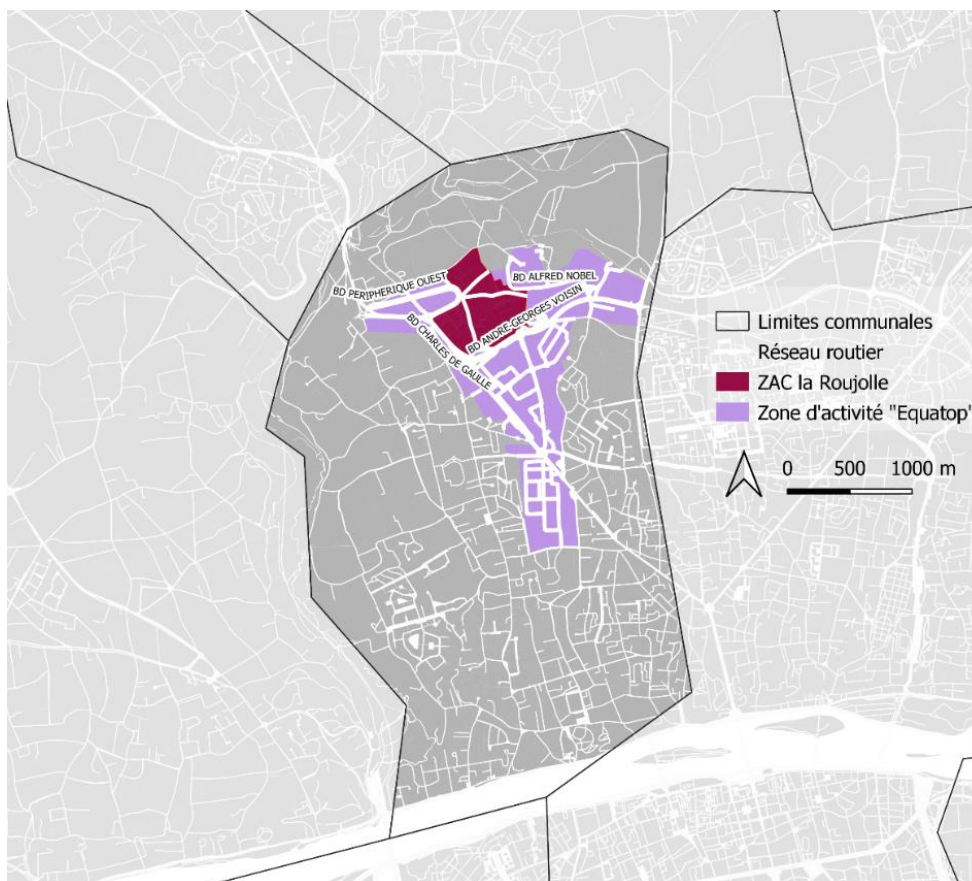 BD ALFRED NOBEL
BD PERIPHERIQUE OUEST
BD ANDRE-GEORGES VOISIN
BD CHARLES DE GAULLE
Limites communales
Réseau routier
ZAC la Roujolle
Zone d'activité "Equatop"
0 500 1000 m